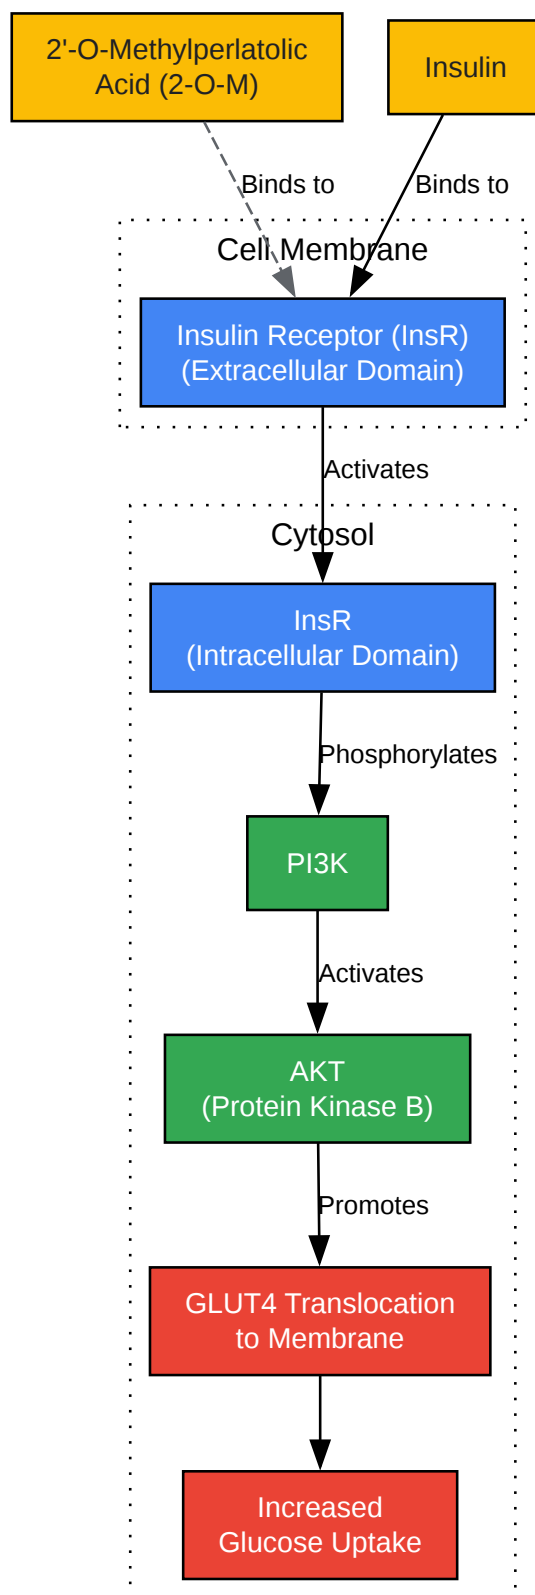 2'-O-Methylperlatolic
Acid (2-O-M)
Insulin
Binds to
Binds to
Cell Membrane
Insulin Receptor (InsR)
(Extracellular Domain)
Activates
Cytosol
InsR
(Intracellular Domain)
Phosphorylates
PI3K
Activates
AKT
(Protein Kinase B)
Promotes
GLUT4 Translocation
to Membrane
Increased
Glucose Uptake